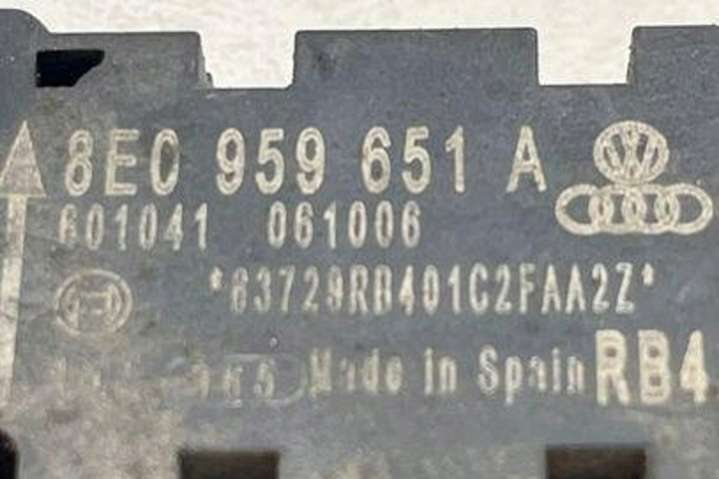 8E0 959 651 A
601041 061006
*63729RB401C2FAA2Z*
Made in Spain RB4